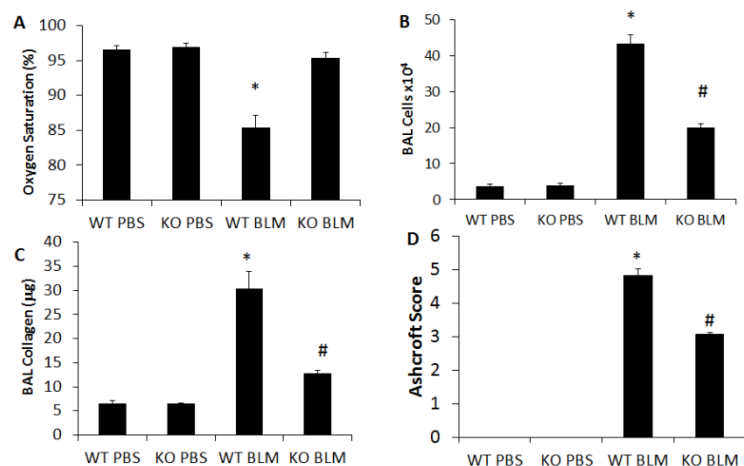 A
Oxygen Saturation (%)
100
95
90
85
80
75
*
WT PBS KO PBS WT BLM KO BLM
B
BAL Cells x10⁴
50
40
30
20
10
0
*
#
WT PBS KO PBS WT BLM KO BLM
C
BAL Collagen (µg)
40
35
30
25
20
15
10
5
0
*
#
WT PBS KO PBS WT BLM KO BLM
D
Ashcroft Score
6
5
4
3
2
1
0
*
#
WT PBS KO PBS WT BLM KO BLM